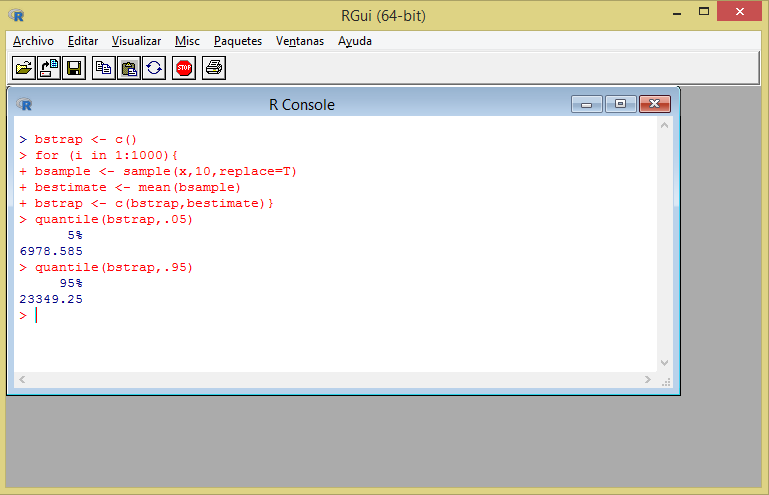 RGui (64-bit)
Archivo Editar Visualizar Misc Paquetes Ventanas Ayuda
STOP
R Console
> bstrap <- c()
> for (i in 1:1000){
+ bsample <- sample(x,10,replace=T)
+ bestimate <- mean(bsample)
+ bstrap <- c(bstrap,bestimate)}
> quantile(bstrap,.05)
5%
6978.585
> quantile(bstrap,.95)
95%
23349.25
>